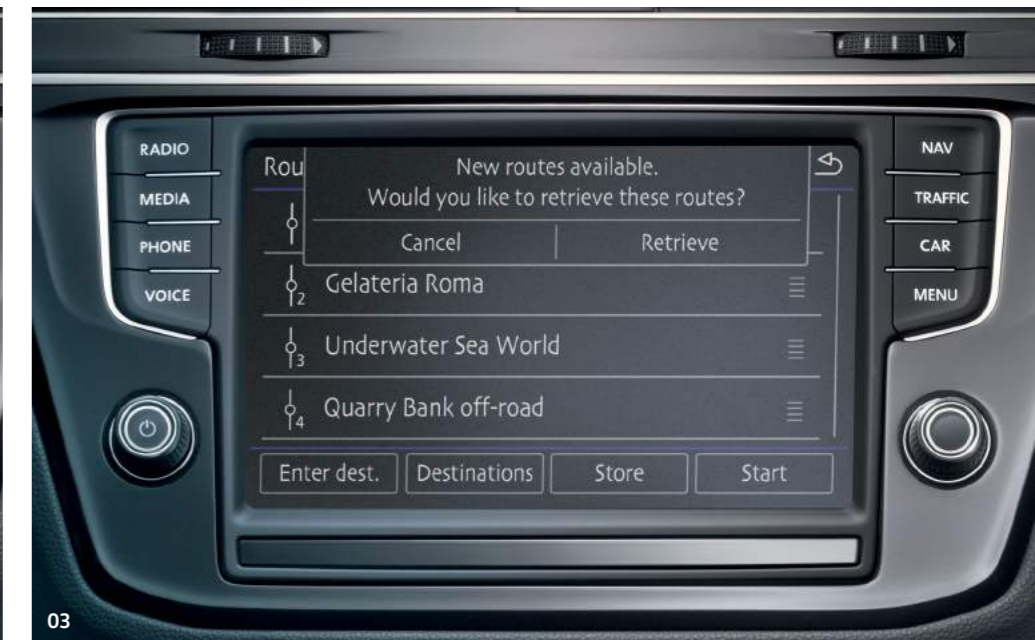 RADIO
MEDIA
PHONE
VOICE
Rou
New routes available.
Would you like to retrieve these routes?
Cancel
Retrieve
2 Gelateria Roma
3 Underwater Sea World
4 Quarry Bank off-road
Enter dest.
Destinations
Store
Start
NAV
TRAFFIC
CAR
MENU
03